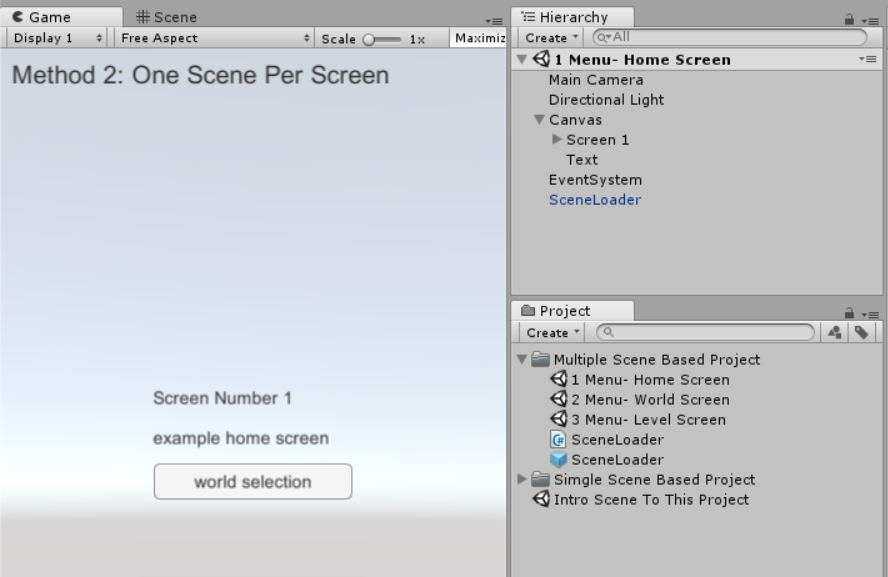 Game
Scene
Display 1
Free Aspect
Scale
1x
Maximiz
Method 2: One Scene Per Screen
Screen Number 1
example home screen
world selection
Hierarchy
Create
All
1 Menu- Home Screen
Main Camera
Directional Light
Canvas
Screen 1
Text
EventSystem
SceneLoader
Project
Create
Multiple Scene Based Project
1 Menu- Home Screen
2 Menu- World Screen
3 Menu- Level Screen
C#
SceneLoader
SceneLoader
Simgle Scene Based Project
Intro Scene To This Project